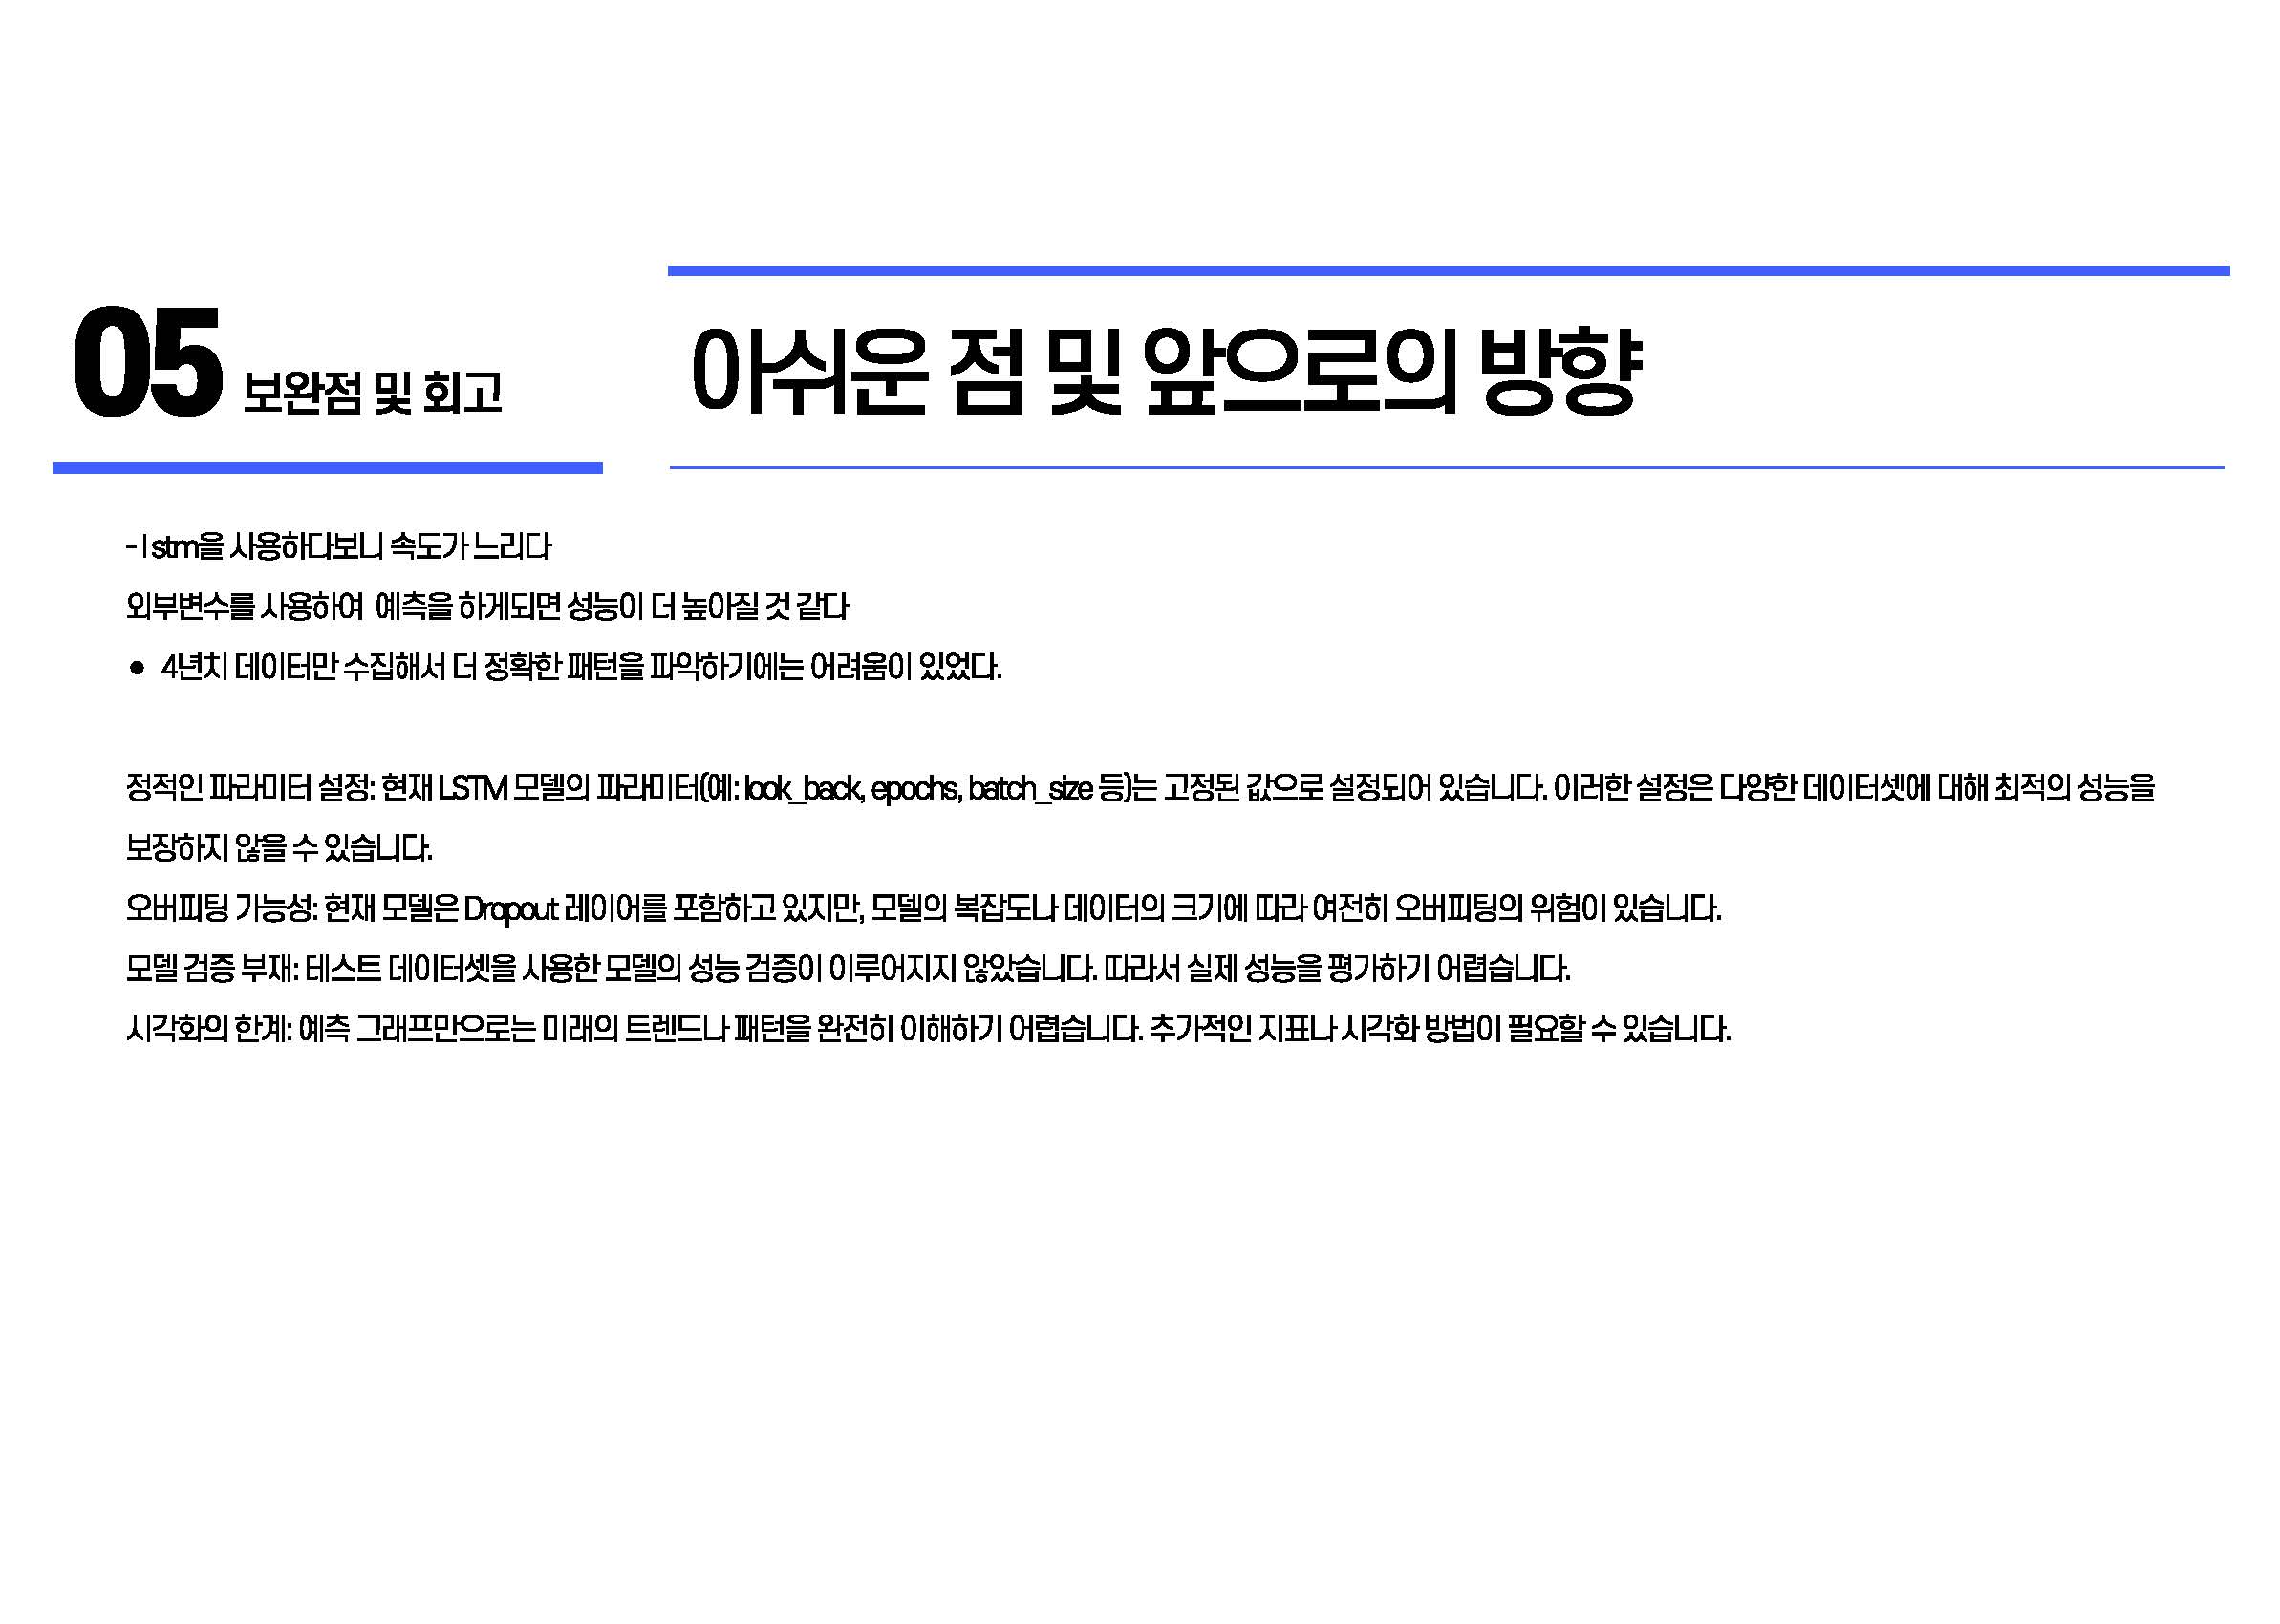 05 보완점 및 회고
아쉬운 점 및 앞으로의 방향
- lstm을 사용하다보니 속도가 느리다
외부변수를 사용하여 예측을 하게되면 성능이 더 높아질 것 같다
● 4년치 데이터만 수집해서 더 정확한 패턴을 파악하기에는 어려움이 있었다.
정적인 파라미터 설정: 현재 LSTM 모델의 파라미터(예: look_back, epochs, batch_size 등)는 고정된 값으로 설정되어 있습니다. 이러한 설정은 다양한 데이터셋에 대해 최적의 성능을
보장하지 않을 수 있습니다.
오버피팅 가능성: 현재 모델은 Dropout 레이어를 포함하고 있지만, 모델의 복잡도나 데이터의 크기에 따라 여전히 오버피팅의 위험이 있습니다.
모델 검증 부재: 테스트 데이터셋을 사용한 모델의 성능 검증이 이루어지지 않았습니다. 따라서 실제 성능을 평가하기 어렵습니다.
시각화의 한계: 예측 그래프만으로는 미래의 트렌드나 패턴을 완전히 이해하기 어렵습니다. 추가적인 지표나 시각화 방법이 필요할 수 있습니다.